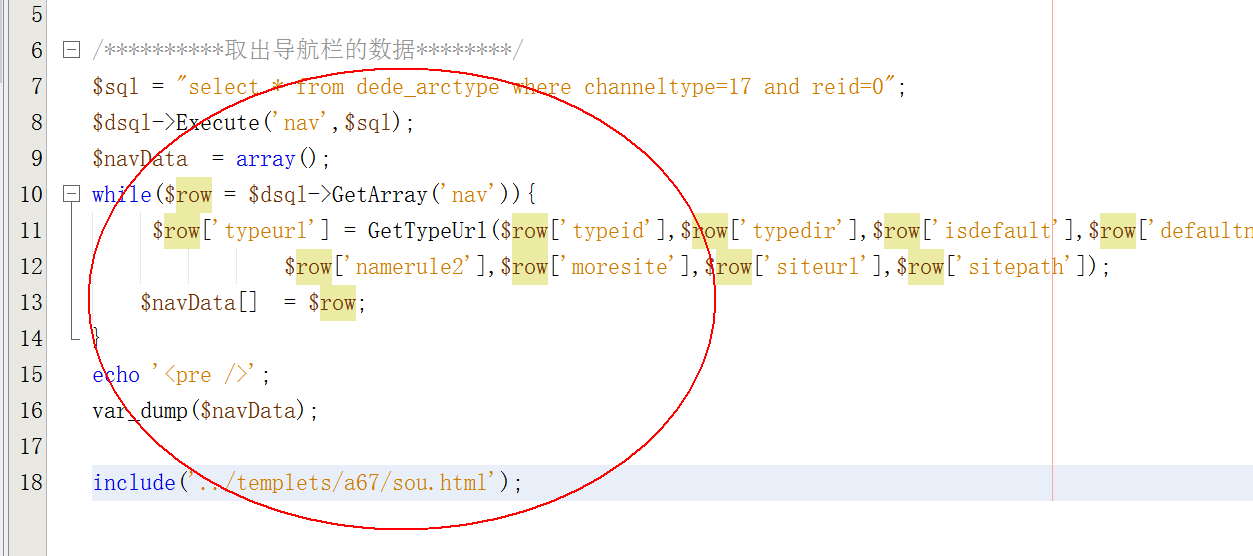 5
6 /**********取出导航栏的数据********/
7 $sql = "select * from dede_arctype where channeltype=17 and reid=0";
8 $dsql->Execute('nav',$sql);
9 $navData  = array();
10 while($row = $dsql->GetArray('nav')){
11 $row['typeurl'] = GetTypeUrl($row['typeid'],$row['typedir'],$row['isdefault'],$row['defaultn
12 $row['namerule2'],$row['moresite'],$row['siteurl'],$row['sitepath']);
13 $navData[]  = $row;
14 }
15 echo '<pre />';
16 var_dump($navData);
17
18 include('../templets/a67/sou.html');